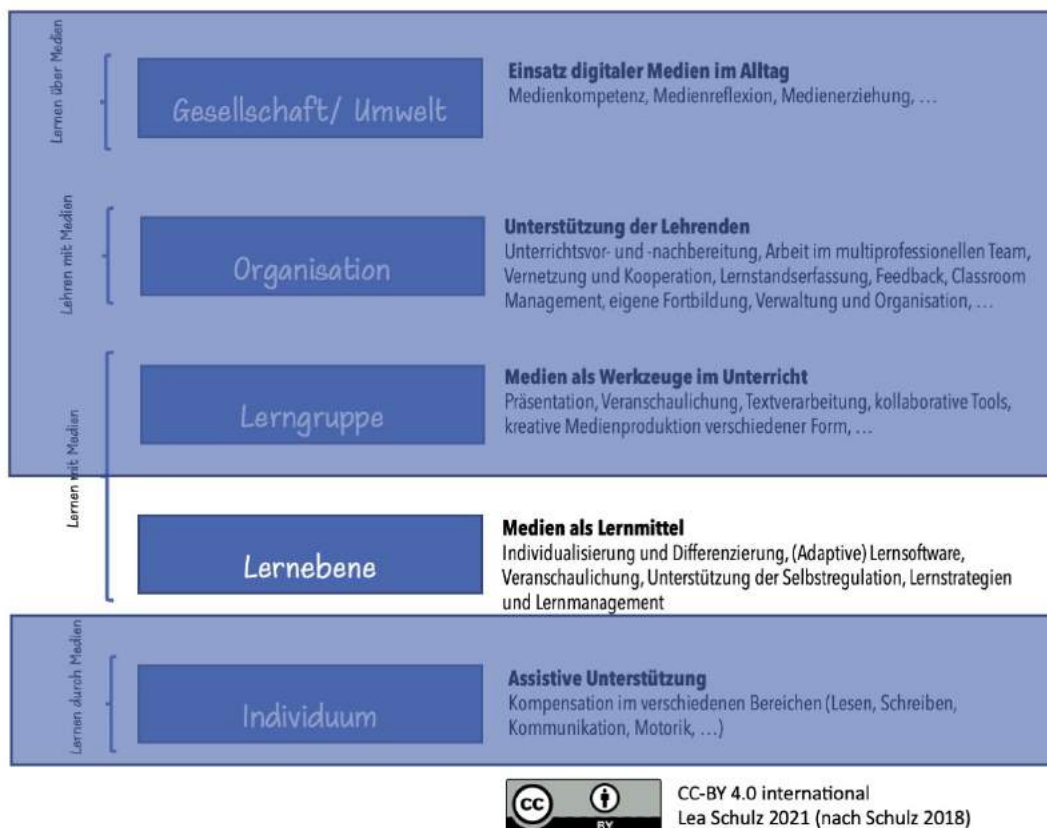 Lernen über Medien
Gesellschaft/ Umwelt
Einsatz digitaler Medien im Alltag
Medienkompetenz, Medienreflexion, Medienerziehung, …
Lehren mit Medien
Organisation
Unterstützung der Lehrenden
Unterrichtsvor- und -nachbereitung, Arbeit im multiprofessionellen Team,
Vernetzung und Kooperation, Lernstandserfassung, Feedback, Classroom
Management, eigene Fortbildung, Verwaltung und Organisation, …
Lernen mit Medien
Lerngruppe
Medien als Werkzeuge im Unterricht
Präsentation, Veranschaulichung, Textverarbeitung, kollaborative Tools,
kreative Medienproduktion verschiedener Form, …
Lernebene
Medien als Lernmittel
Individualisierung und Differenzierung, (Adaptive) Lernsoftware,
Veranschaulichung, Unterstützung der Selbstregulation, Lernstrategien
und Lernmanagement
Lernen durch Medien
Individuum
Assistive Unterstützung
Kompensation im verschiedenen Bereichen (Lesen, Schreiben,
Kommunikation, Motorik, …)
cc
BY
CC-BY 4.0 international
Lea Schulz 2021 (nach Schulz 2018)